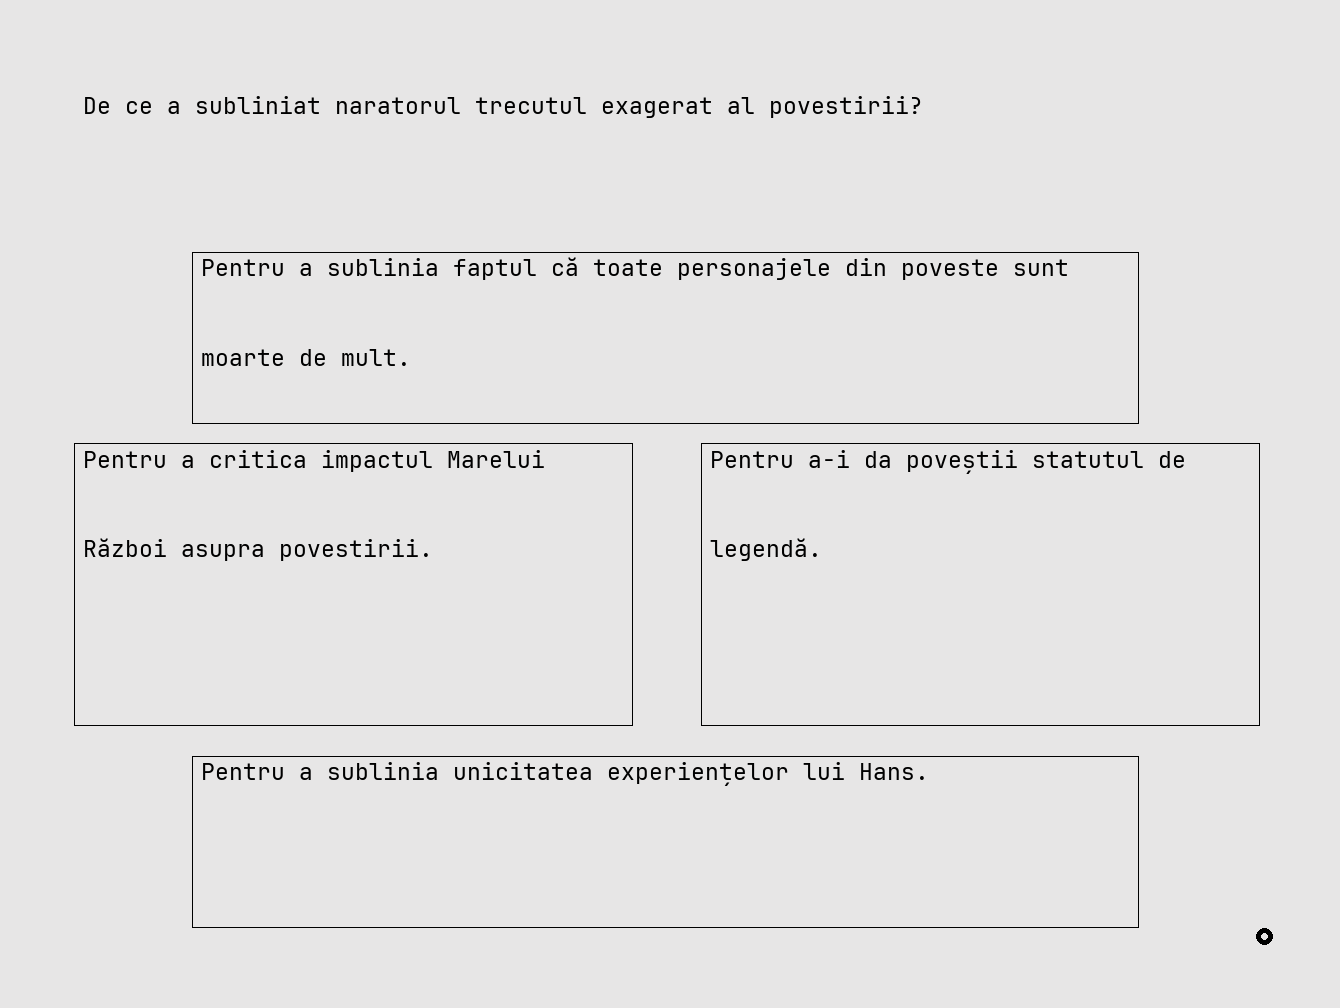 De ce a subliniat naratorul trecutul exagerat al povestirii?
Pentru a sublinia faptul că toate personajele din poveste sunt
moarte de mult.
Pentru a critica impactul Marelui
Război asupra povestirii.
Pentru a-i da poveștii statutul de
legendă.
Pentru a sublinia unicitatea experiențelor lui Hans.